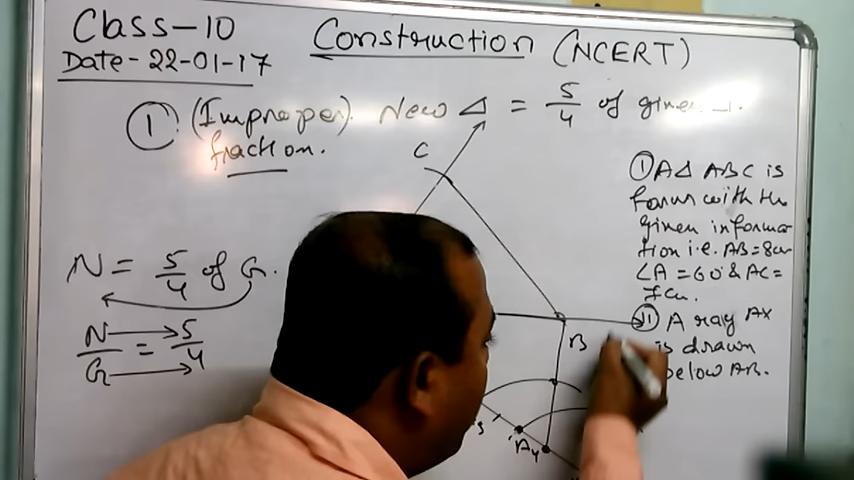 Class-10
Construction (NCERT)
Date-22-01-17
① (Improper). New △ = 5/4 of given
fraction.
C
N = 5/4 of G.
N/G = 5/4
① A△ ABC is
form with the
given informa
tion i.e. AB=8cm
∠A = 60 & AC=
7cm.
② A ray AX
is drawn
below AB.
B
A4